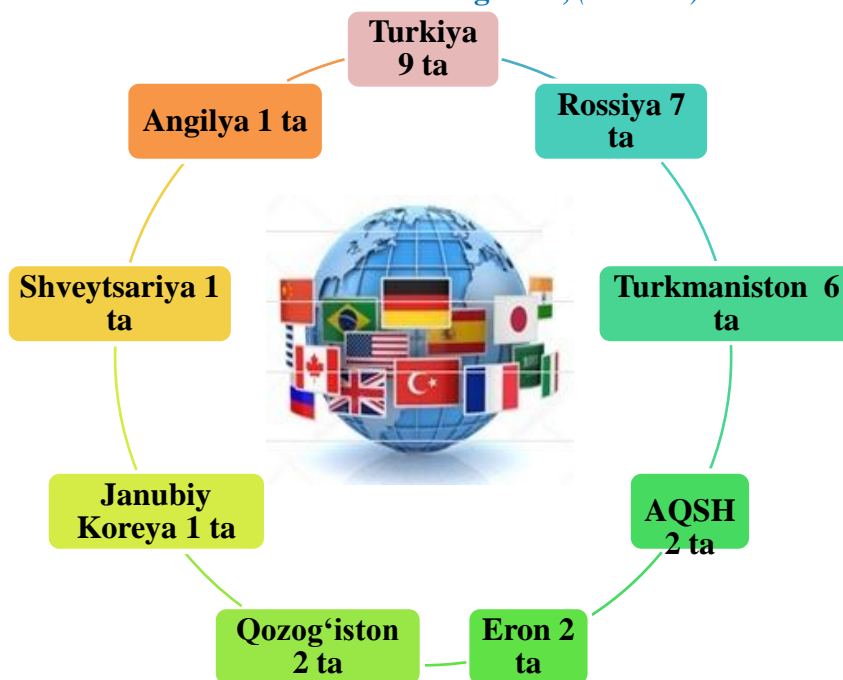 Turkiya
9 ta
Rossiya 7
ta
Turkmaniston 6
ta
AQSH
2 ta
Eron 2
ta
Qozog‘iston
2 ta
Janubiy
Koreya 1 ta
Shveytsariya 1
ta
Angilya 1 ta